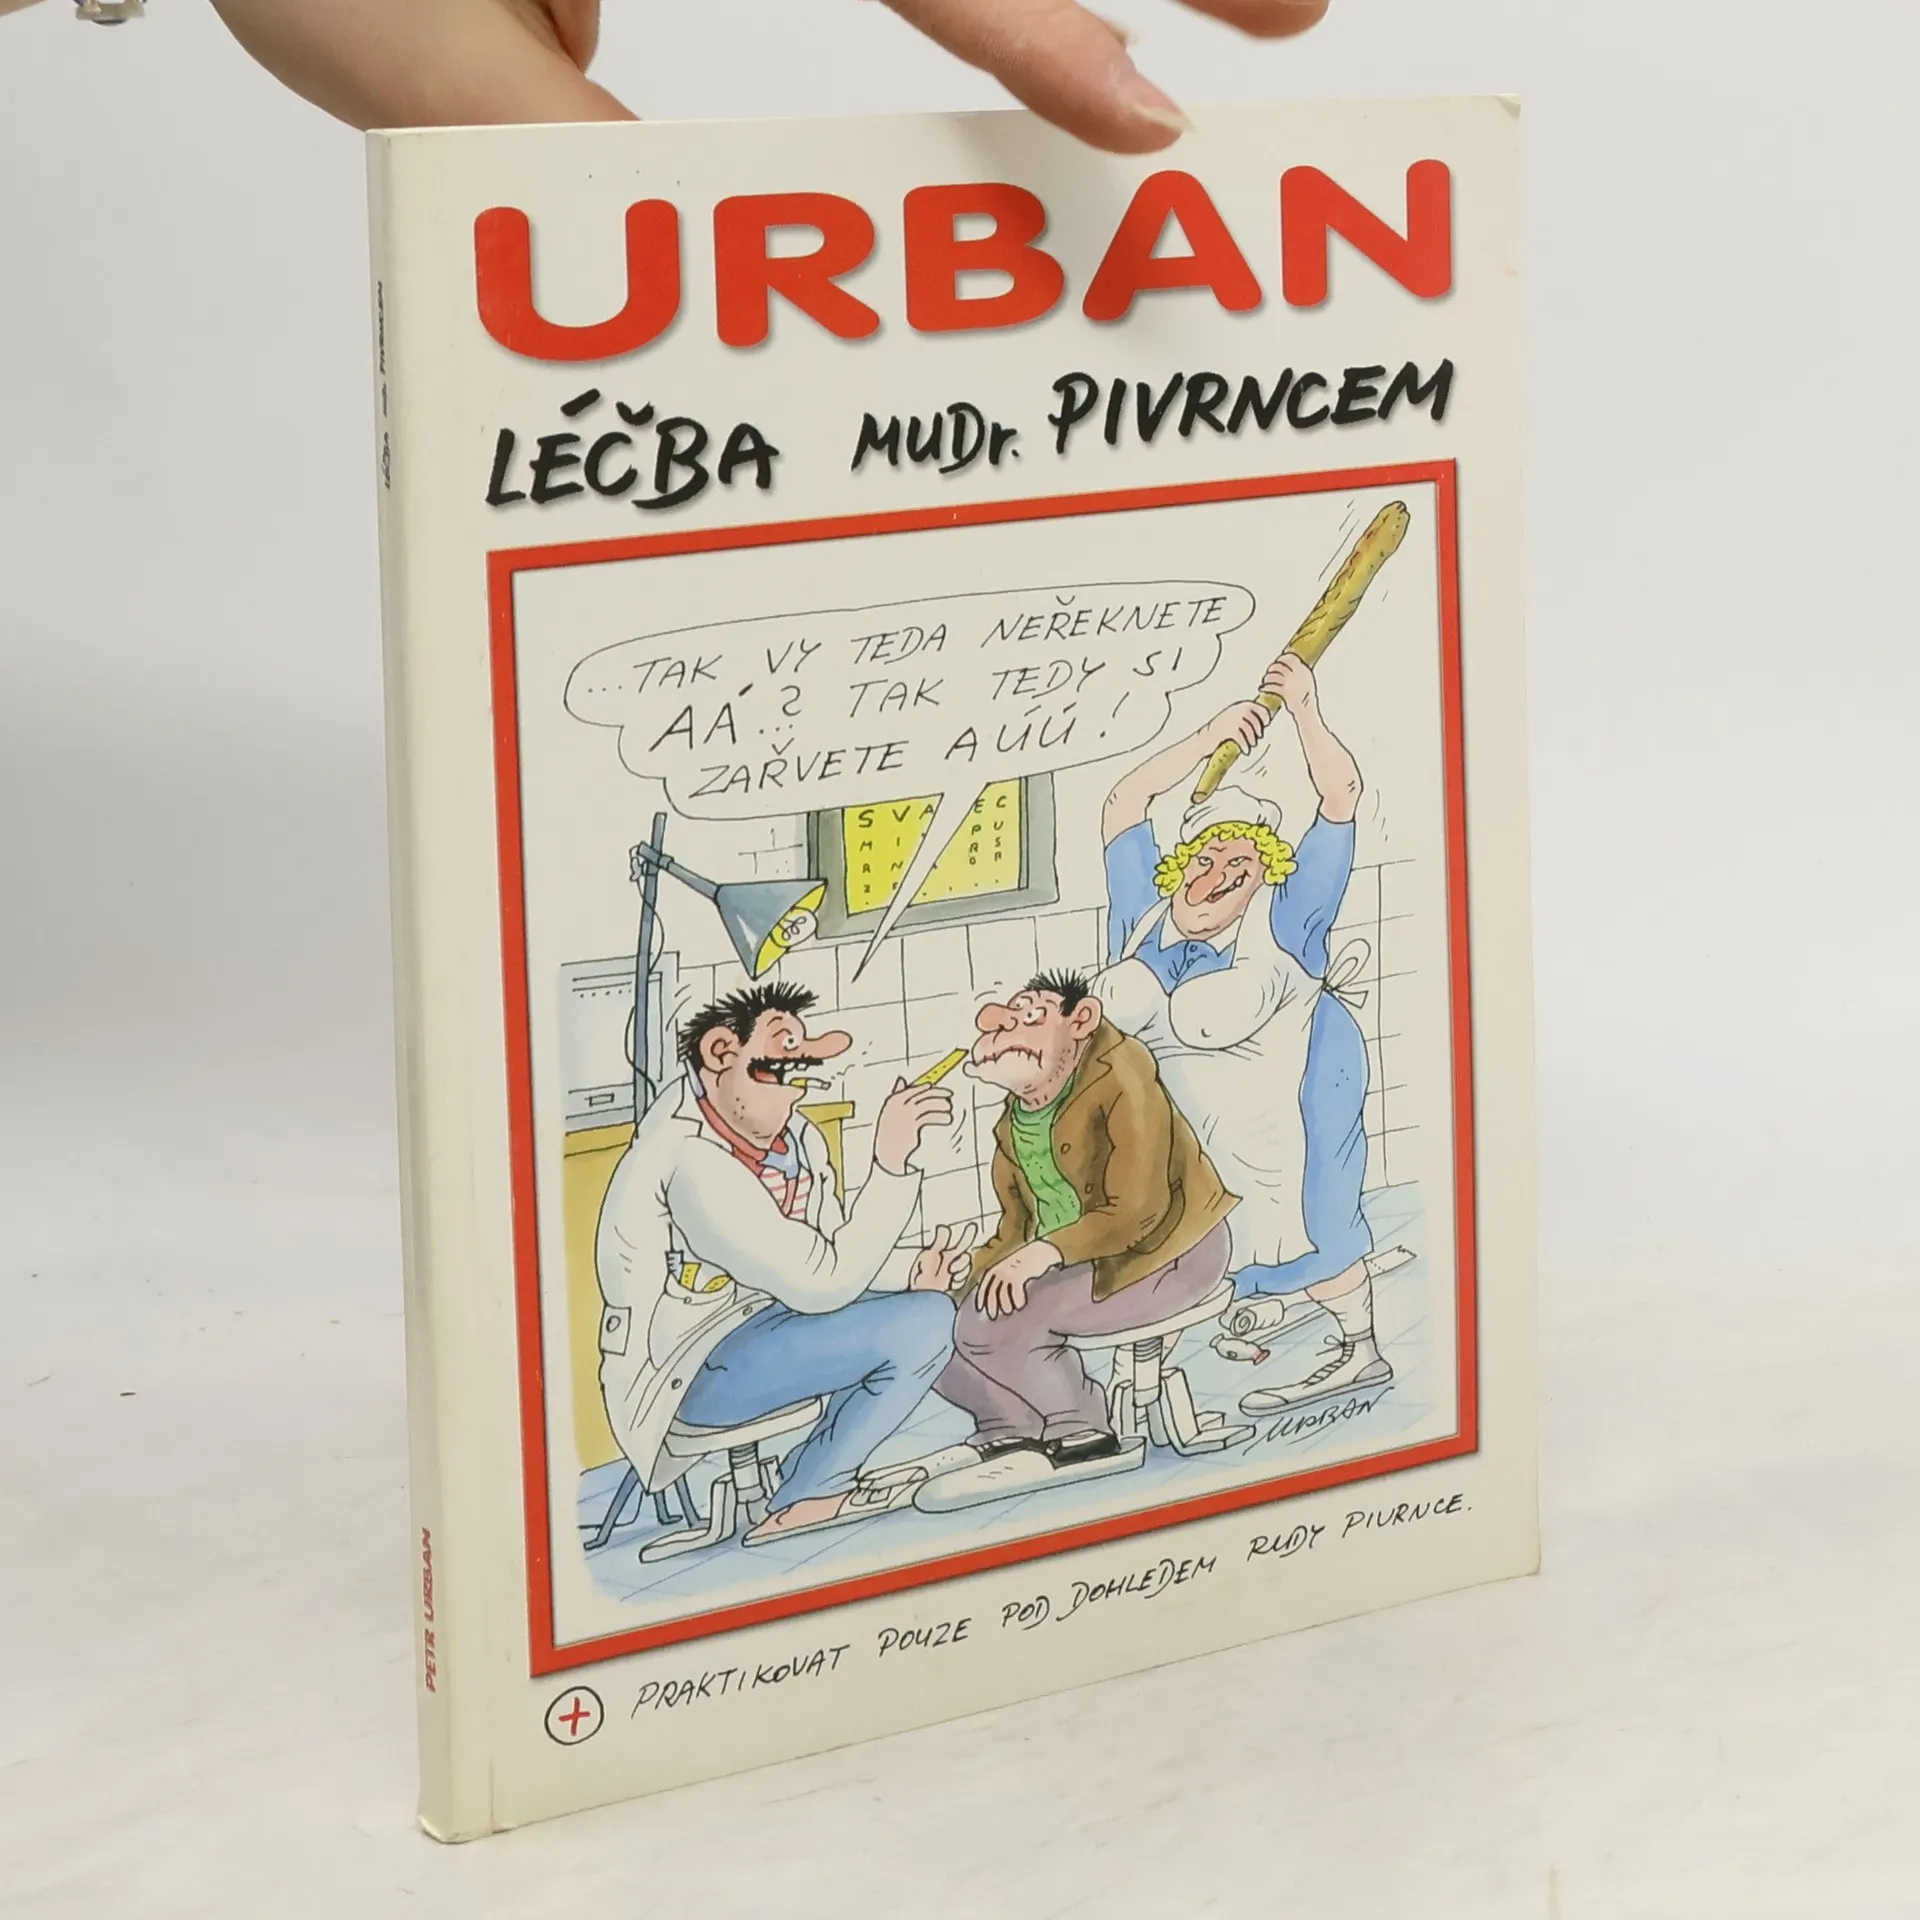 URBAN
LÉČBA MUDr. PIVRNCEM
...TAK VY TEDA NEŘEKNETE
AÁ...? TAK TEDY SI
ZAŘVETE AÚÚ!
S V A E C
URBAN
PRAKTIKOVAT POUZE POD DOHLEDEM RUDY PIVRNCE.
LÉČBA MUDr. PIVRNCEM
PETR URBAN